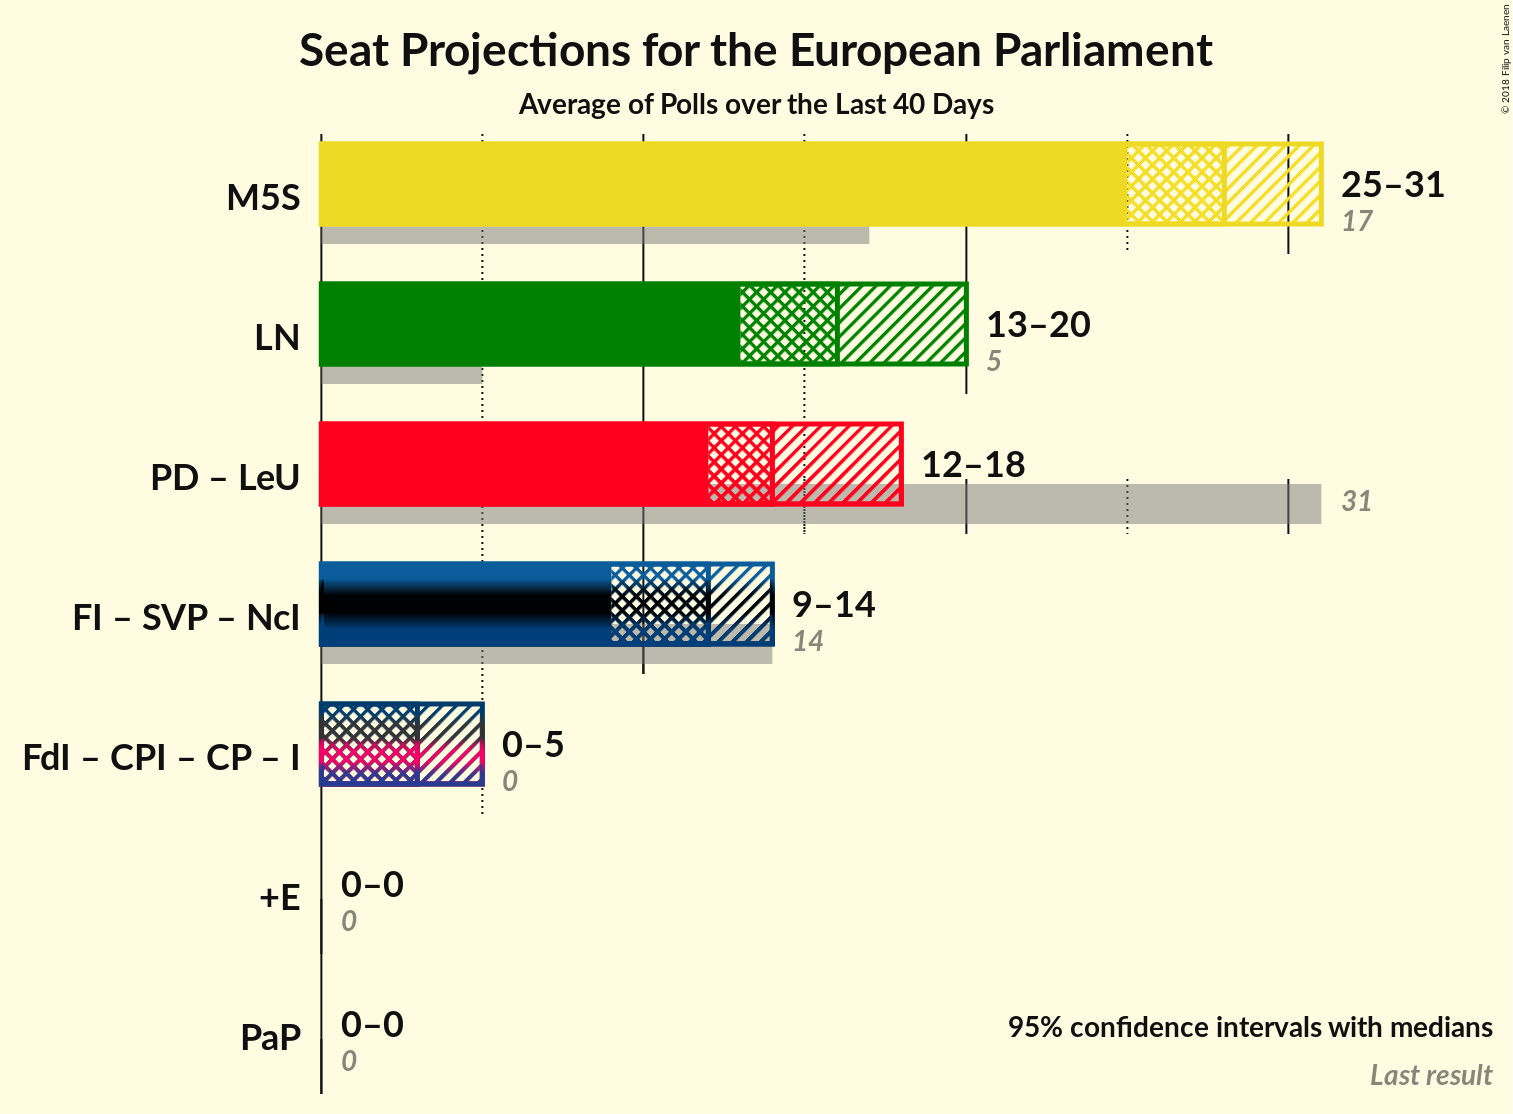 Seat Projections for the European Parliament
Average of Polls over the Last 40 Days
© 2018 Filip van Laenen
M5S
25–31
17
LN
13–20
5
PD – LeU
12–18
31
FI – SVP – NcI
9–14
14
FdI – CPI – CP – I
0–5
0
+E
0–0
0
PaP
0–0
0
95% confidence intervals with medians
Last result